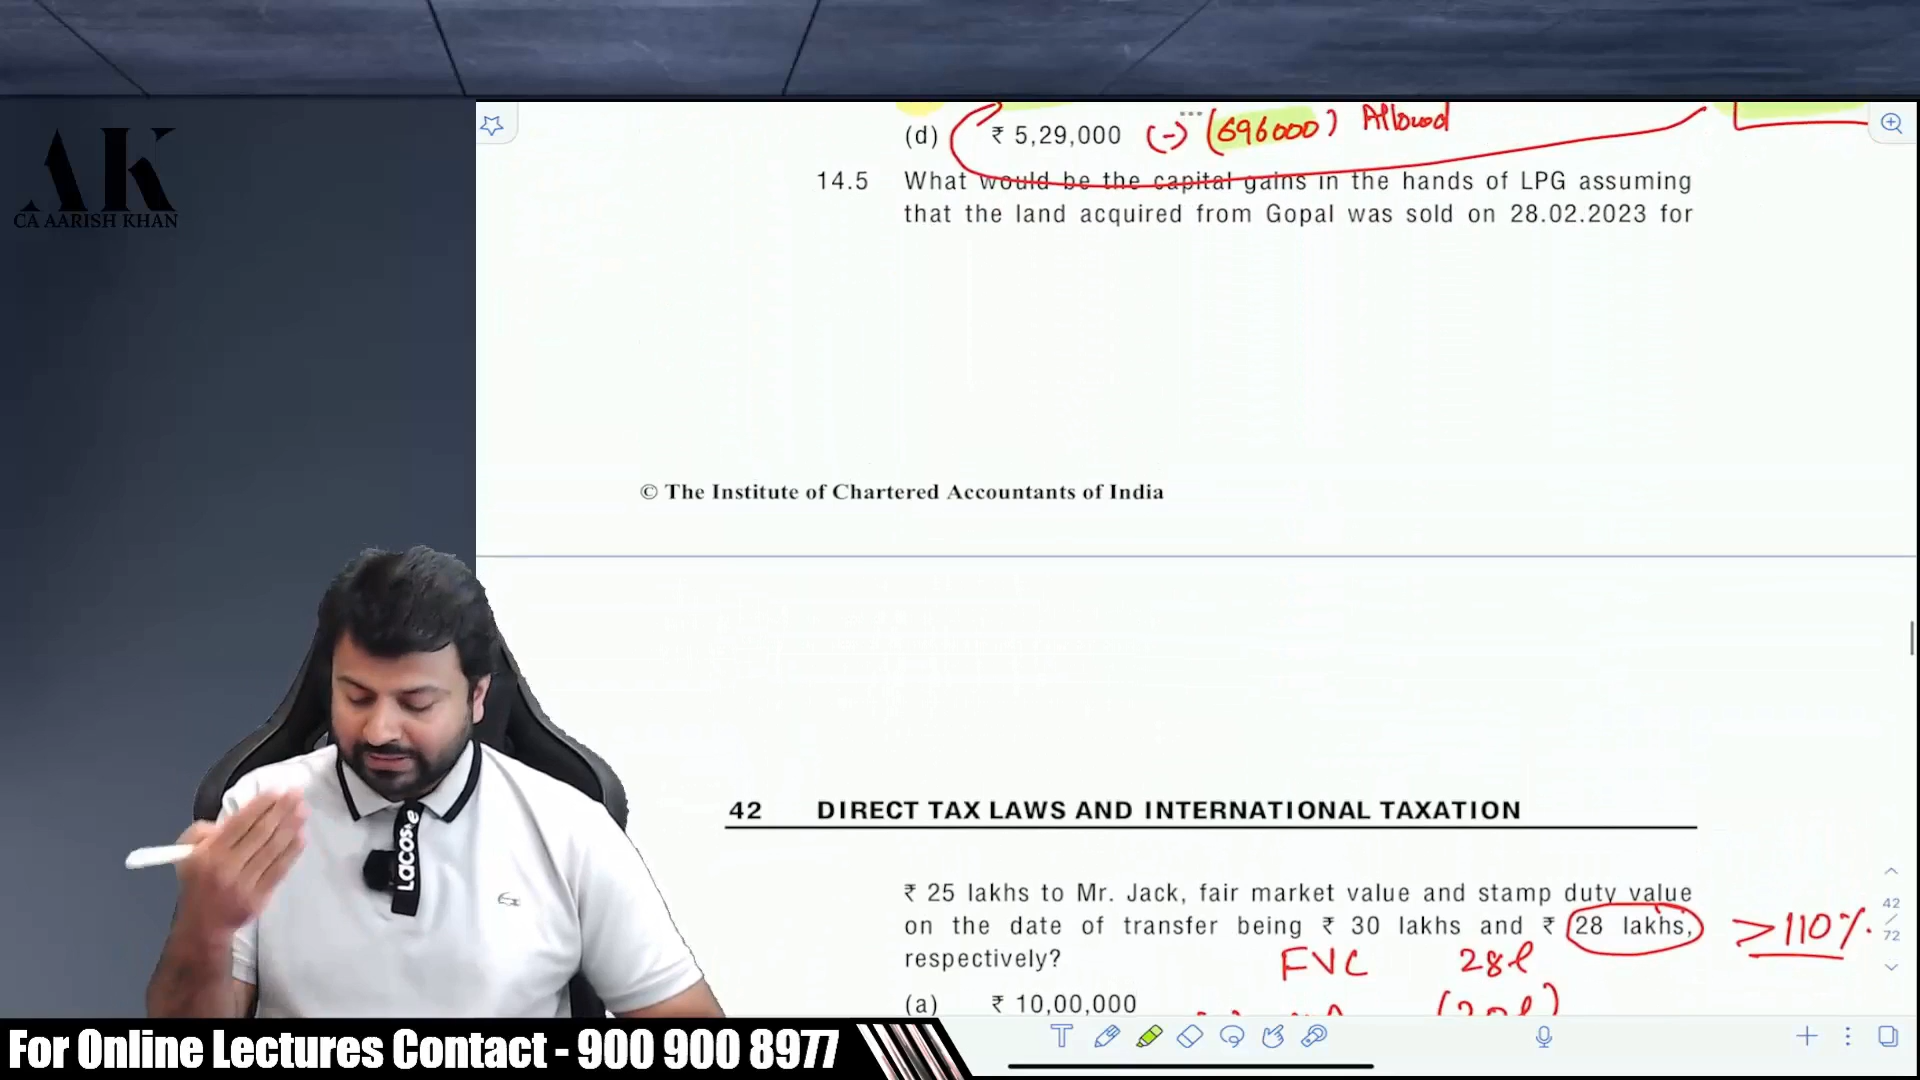 AK
CA AARISH KHAN
(d) ₹ 5,29,000 (-) (696000) Allowed
14.5 What would be the capital gains in the hands of LPG assuming
that the land acquired from Gopal was sold on 28.02.2023 for
© The Institute of Chartered Accountants of India
42 DIRECT TAX LAWS AND INTERNATIONAL TAXATION
₹ 25 lakhs to Mr. Jack, fair market value and stamp duty value
on the date of transfer being ₹ 30 lakhs and ₹ 28 lakhs, >110%.
respectively? FVC 28l
(a) ₹ 10,00,000
42
/
72
Lacoste
T
For Online Lectures Contact - 900 900 8977